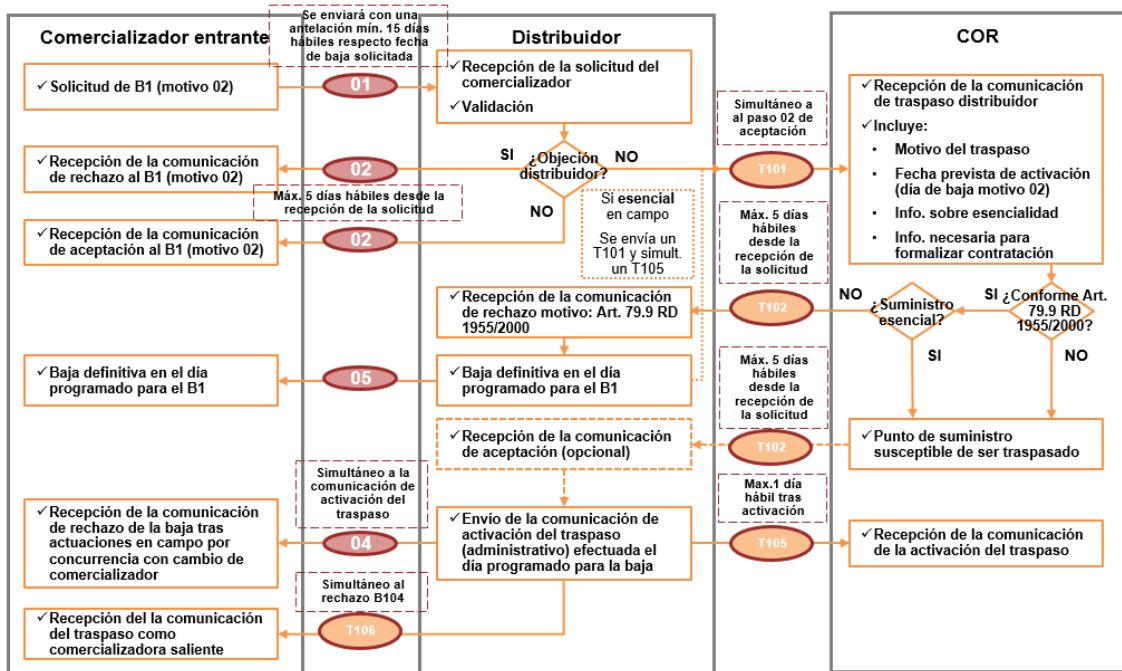 Comercializador entrante
Se enviará con una
antelación mín. 15 días
hábiles respecto fecha
de baja solicitada
Distribuidor
COR
✓ Solicitud de B1 (motivo 02)
01
✓ Recepción de la solicitud del
comercializador
✓ Validación
Simultáneo a
al paso 02 de
aceptación
✓ Recepción de la comunicación
de traspaso distribuidor
✓ Incluye:
• Motivo del traspaso
• Fecha prevista de activación
(día de baja motivo 02)
• Info. sobre esencialidad
• Info. necesaria para
formalizar contratación
✓ Recepción de la comunicación
de rechazo al B1 (motivo 02)
02
SI
¿Objeción
distribuidor?
NO
T101
Máx. 5 días hábiles desde la
recepción de la solicitud
NO
Si esencial
en campo
Se envía un
T101 y simult.
un T105
Máx. 5 días
hábiles
desde la
recepción de
la solicitud
✓ Recepción de la comunicación
de aceptación al B1 (motivo 02)
02
✓ Recepción de la comunicación
de rechazo motivo: Art. 79.9 RD
1955/2000
T102
NO
¿Suministro
esencial?
SI
SI
¿Conforme Art.
79.9 RD
1955/2000?
NO
✓ Baja definitiva en el día
programado para el B1
05
✓ Baja definitiva en el día
programado para el B1
Máx. 5 días
hábiles
desde la
recepción de
la solicitud
✓ Recepción de la comunicación
de aceptación (opcional)
T102
✓ Punto de suministro
susceptible de ser traspasado
Simultáneo a la
comunicación de
activación del
traspaso
Max.1 día
hábil tras
activación
✓ Recepción de la comunicación
de rechazo de la baja tras
actuaciones en campo por
concurrencia con cambio de
comercializador
04
✓ Envío de la comunicación de
activación del traspaso
(administrativo) efectuada el
día programado para la baja
T105
✓ Recepción de la comunicación
de la activación del traspaso
Simultáneo al
rechazo B104
✓ Recepción del la comunicación
del traspaso como
comercializadora saliente
T106